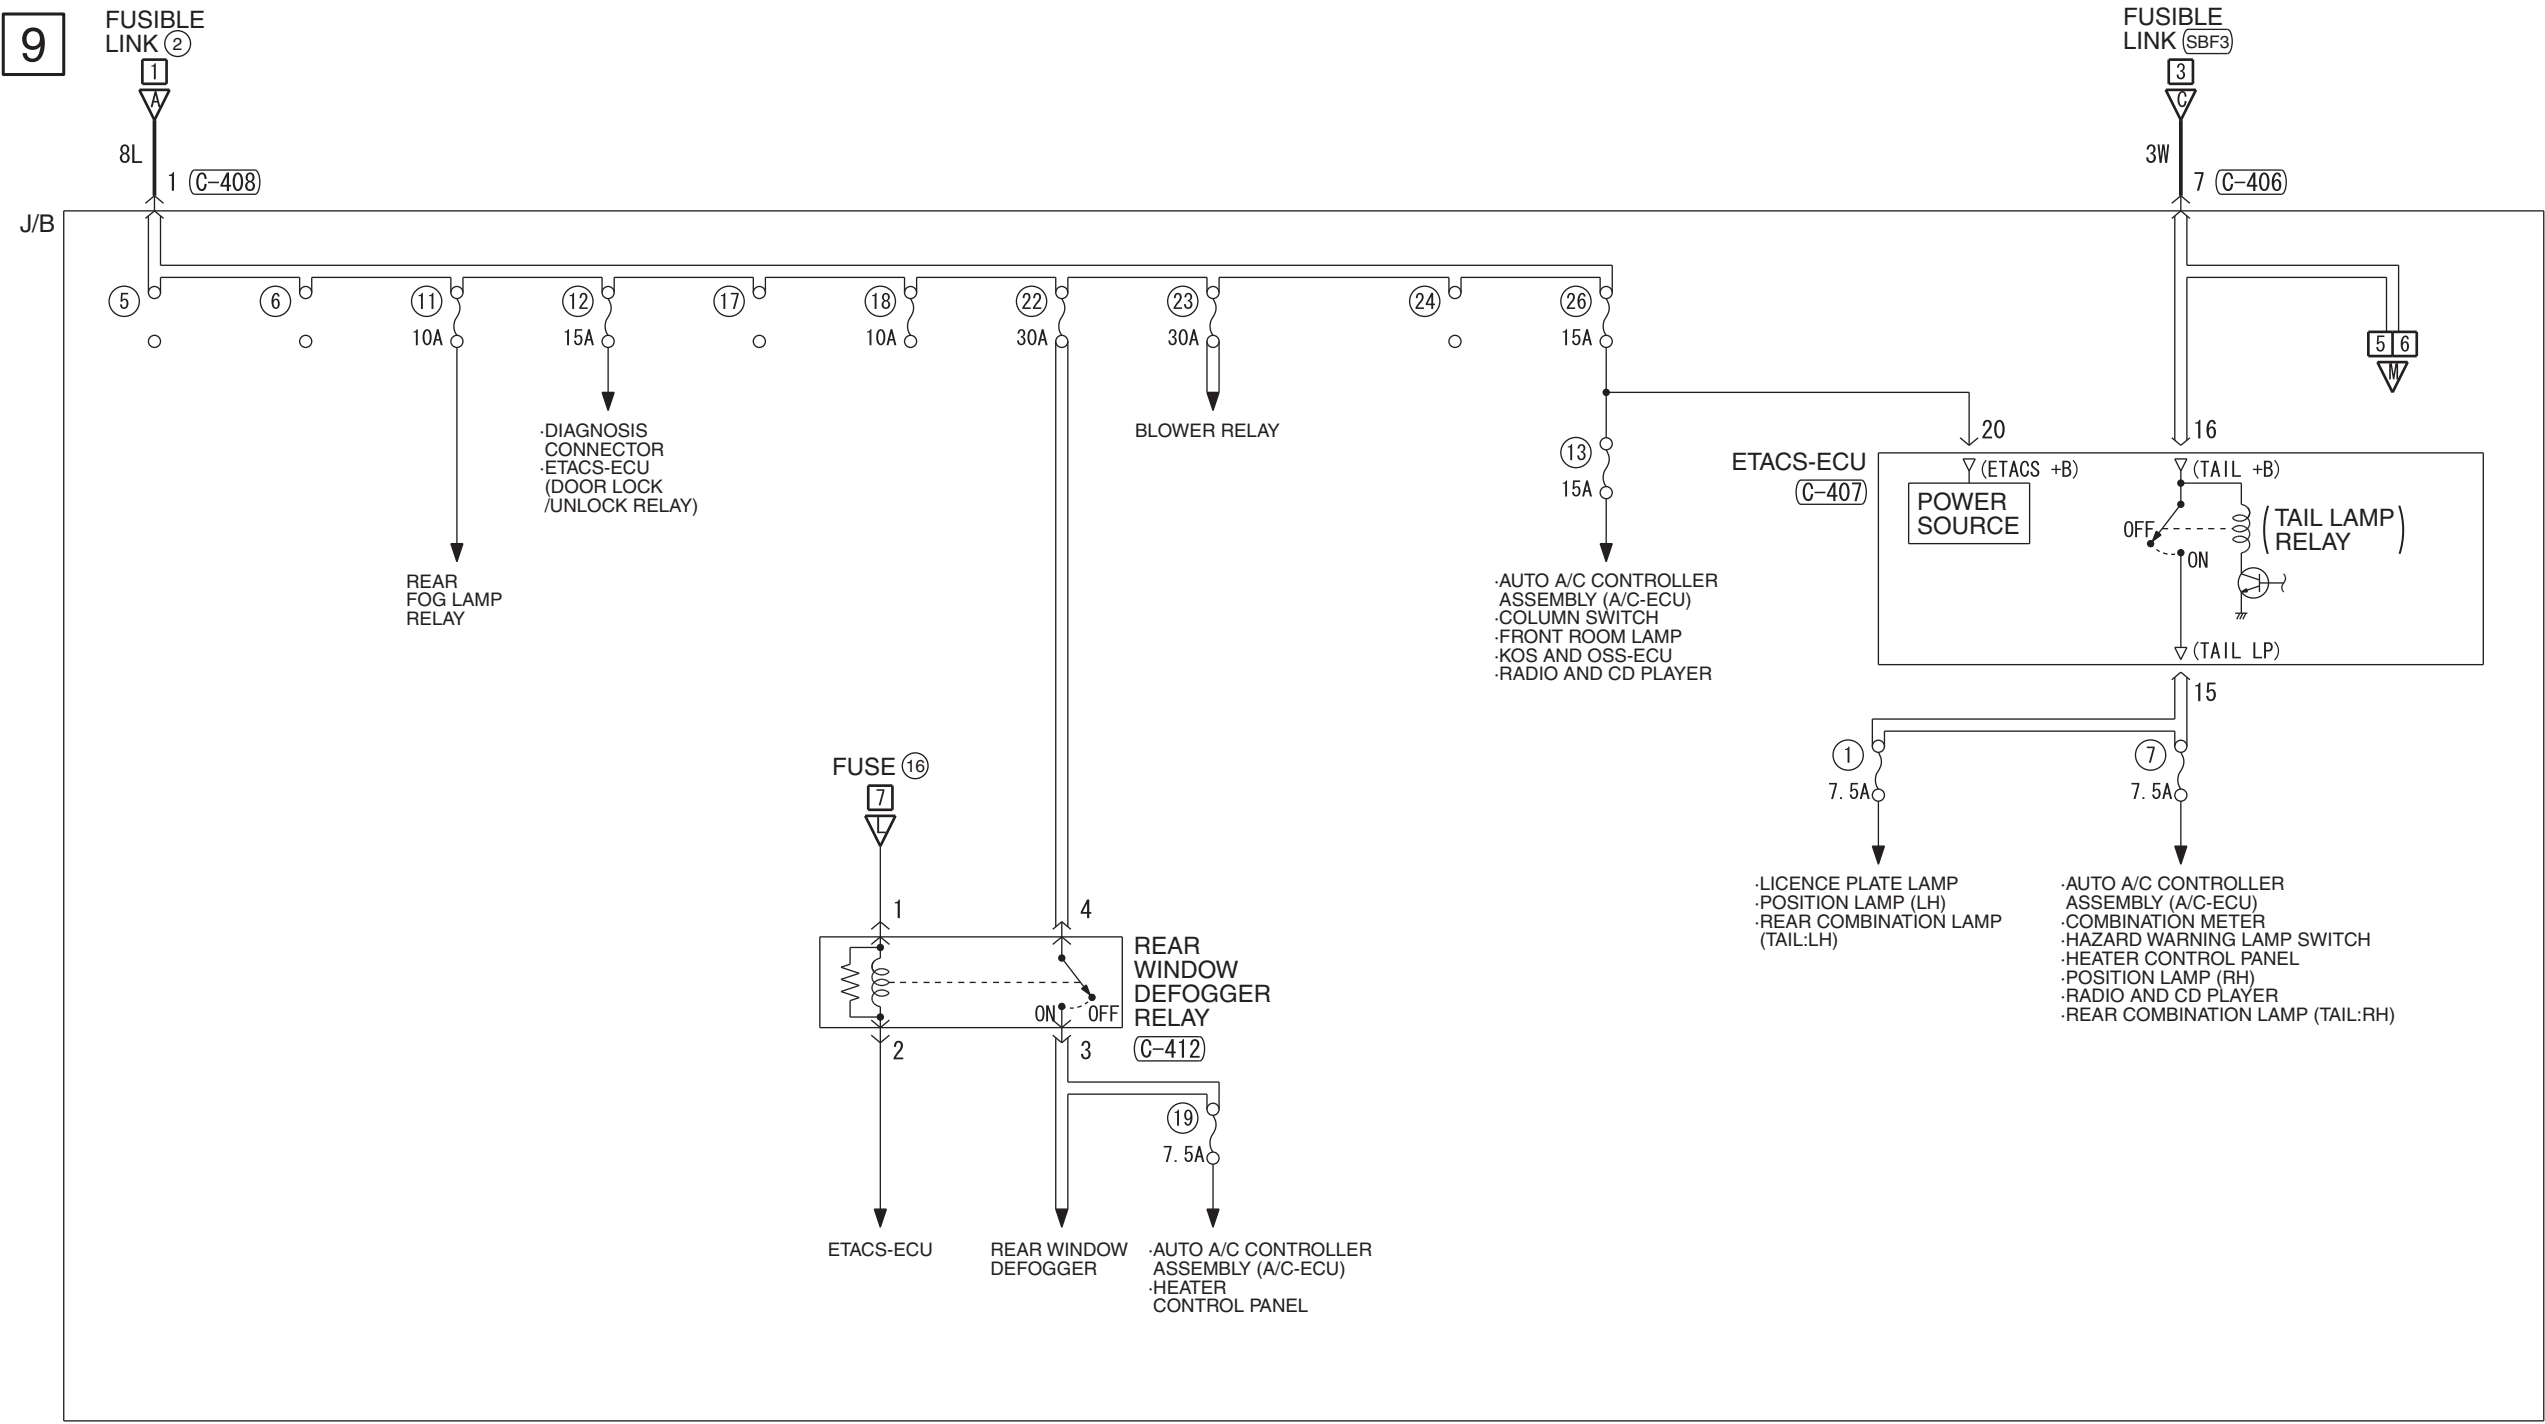 9
FUSIBLE
LINK 2
1
A
8L
1 C-408
FUSIBLE
LINK SBF3
3
C
3W
7 C-406
J/B
5
6
11
10A
12
15A
17
18
10A
22
30A
23
30A
24
26
15A
5 6
M
REAR
FOG LAMP
RELAY
·DIAGNOSIS
CONNECTOR
·ETACS-ECU
(DOOR LOCK
/UNLOCK RELAY)
BLOWER RELAY
13
15A
·AUTO A/C CONTROLLER
ASSEMBLY (A/C-ECU)
·COLUMN SWITCH
·FRONT ROOM LAMP
·KOS AND OSS-ECU
·RADIO AND CD PLAYER
20
16
ETACS-ECU
C-407
(ETACS +B)
POWER
SOURCE
(TAIL +B)
OFF
ON
(TAIL LAMP
RELAY)
(TAIL LP)
15
1
7.5A
7
7.5A
·LICENCE PLATE LAMP
·POSITION LAMP (LH)
·REAR COMBINATION LAMP
(TAIL:LH)
·AUTO A/C CONTROLLER
ASSEMBLY (A/C-ECU)
·COMBINATION METER
·HAZARD WARNING LAMP SWITCH
·HEATER CONTROL PANEL
·POSITION LAMP (RH)
·RADIO AND CD PLAYER
·REAR COMBINATION LAMP (TAIL:RH)
FUSE 16
7
L
1
4
REAR
WINDOW
DEFOGGER
RELAY
C-412
ON OFF
2
3
19
7.5A
ETACS-ECU
REAR WINDOW
DEFOGGER
·AUTO A/C CONTROLLER
ASSEMBLY (A/C-ECU)
·HEATER
CONTROL PANEL